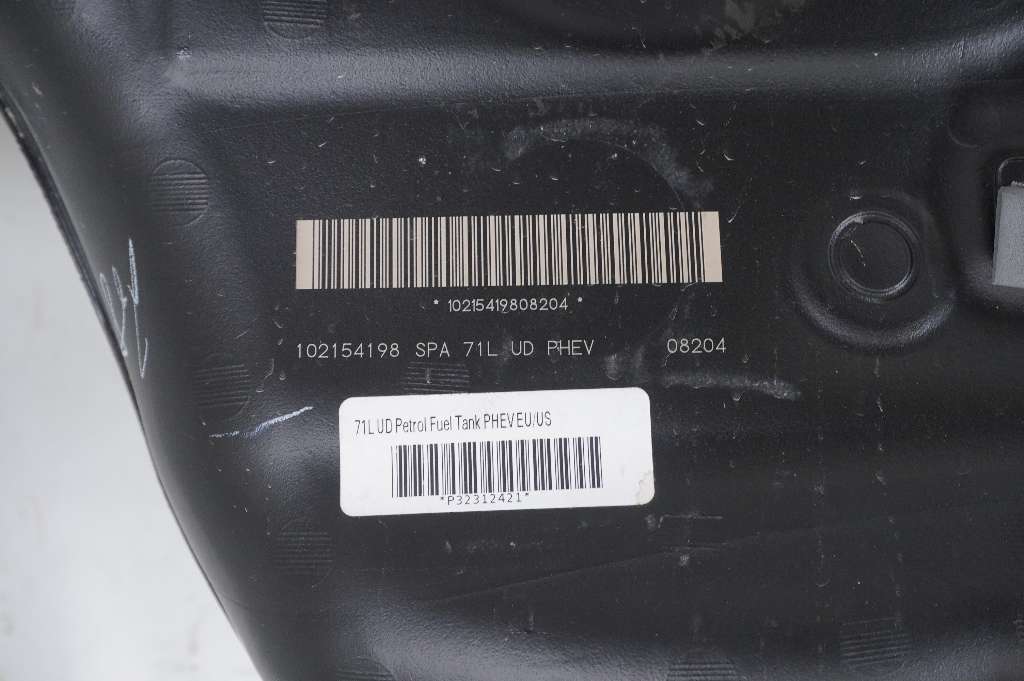 * 10215419808204 *
102154198 SPA 71L UD PHEV 08204
71L UD Petrol Fuel Tank PHEV EU/US
*P32312421*